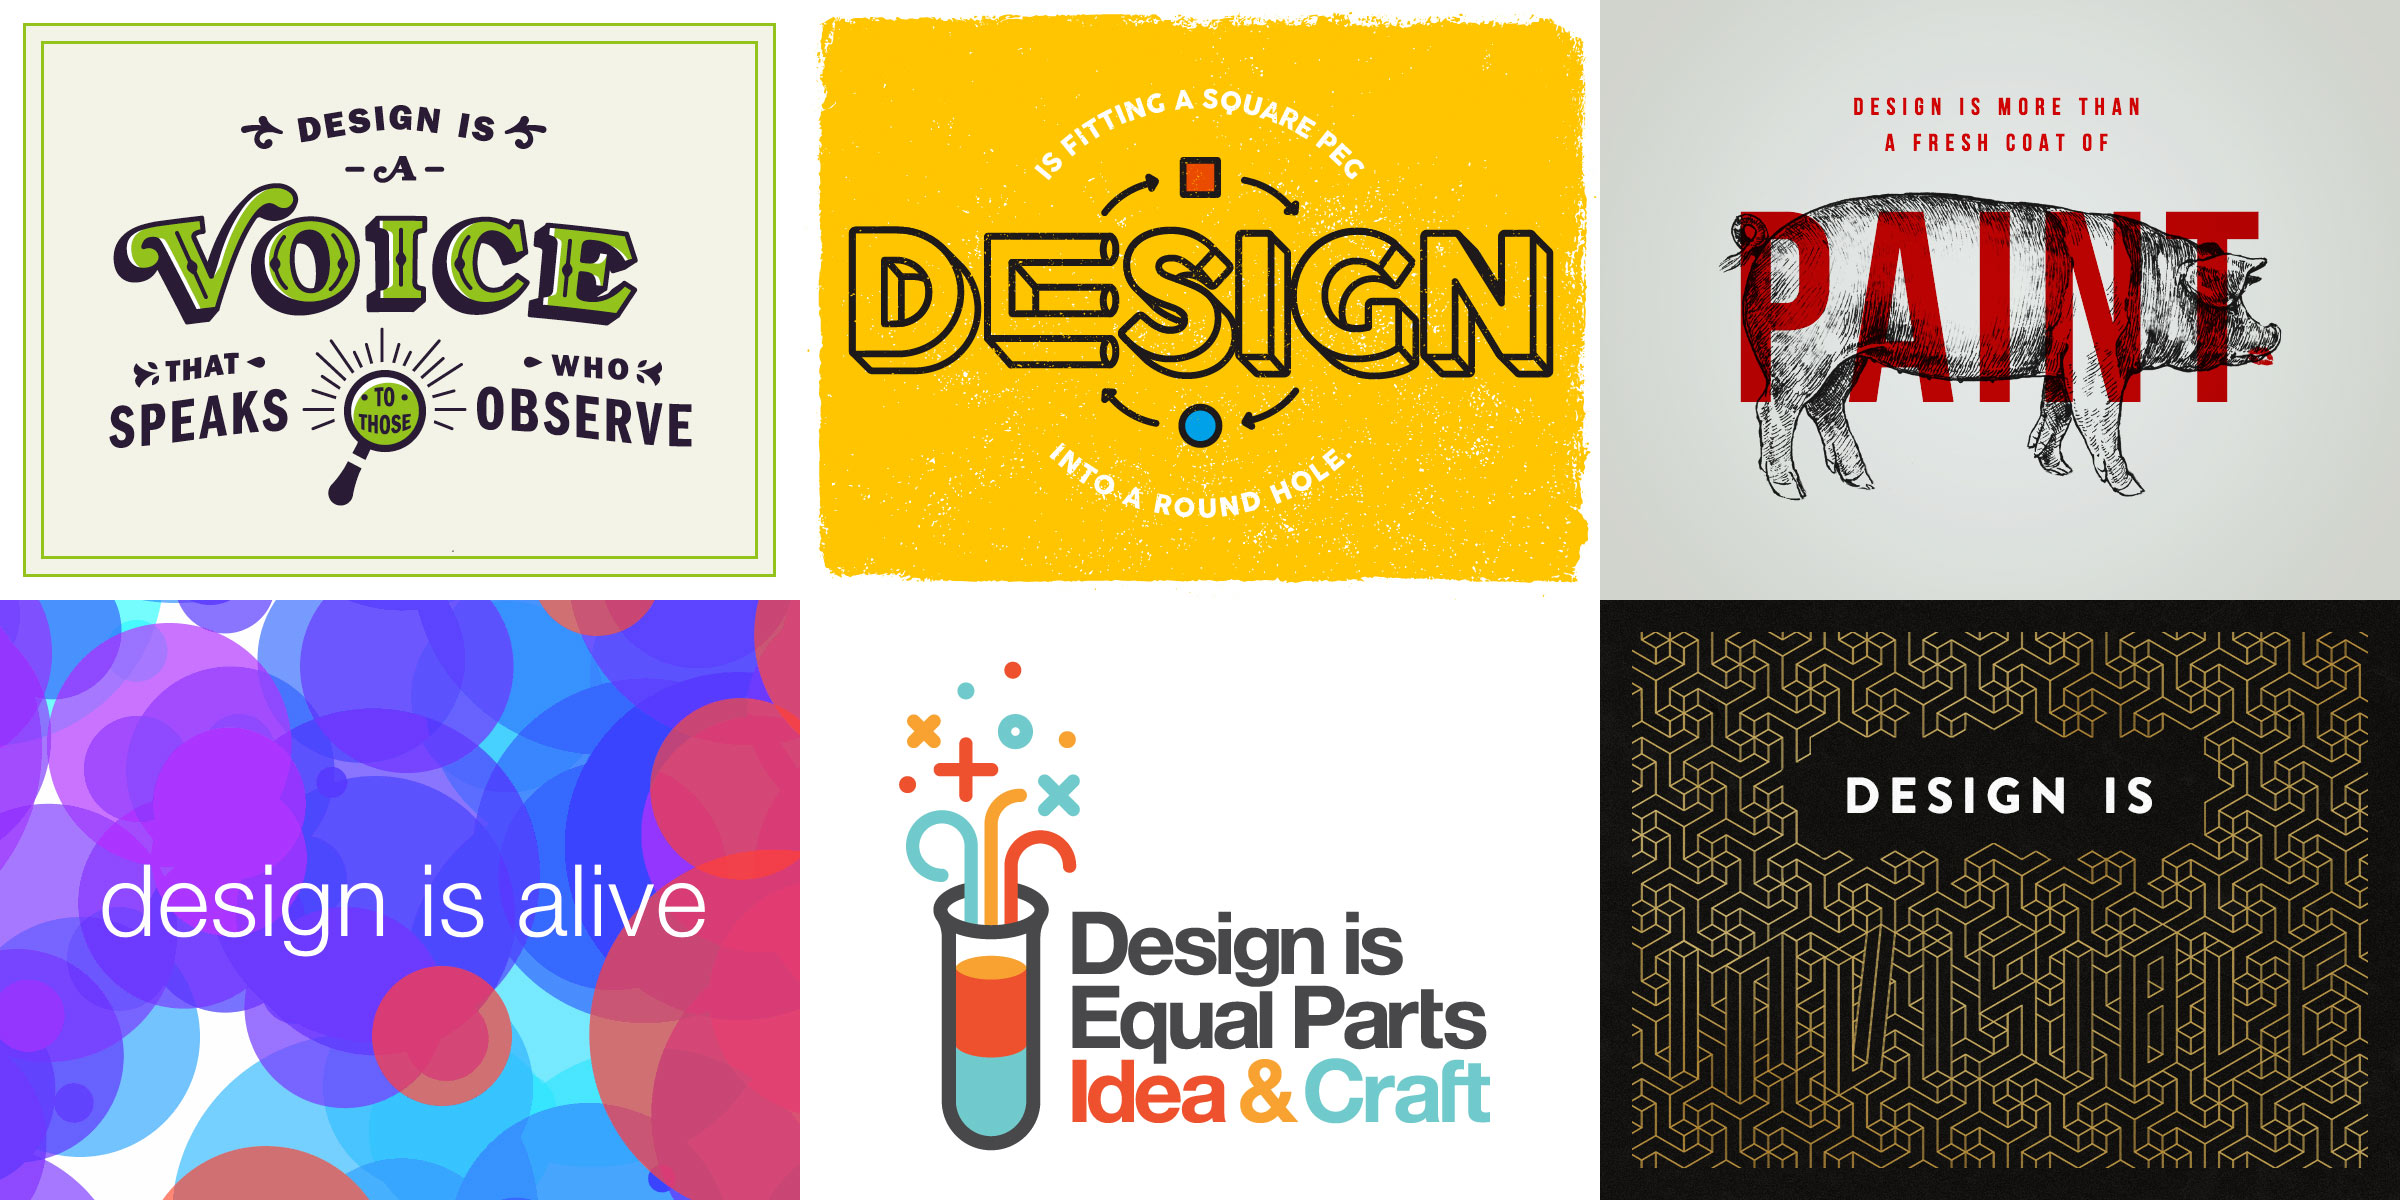 DESIGN IS
-A-
VOICE
THAT
SPEAKS
TO
THOSE
WHO
OBSERVE
IS FITTING A SQUARE PEG
DESIGN
INTO A ROUND HOLE.
DESIGN IS MORE THAN
A FRESH COAT OF
PAINT
design is alive
Design is
Equal Parts
Idea & Craft
DESIGN IS
INVISIBLE